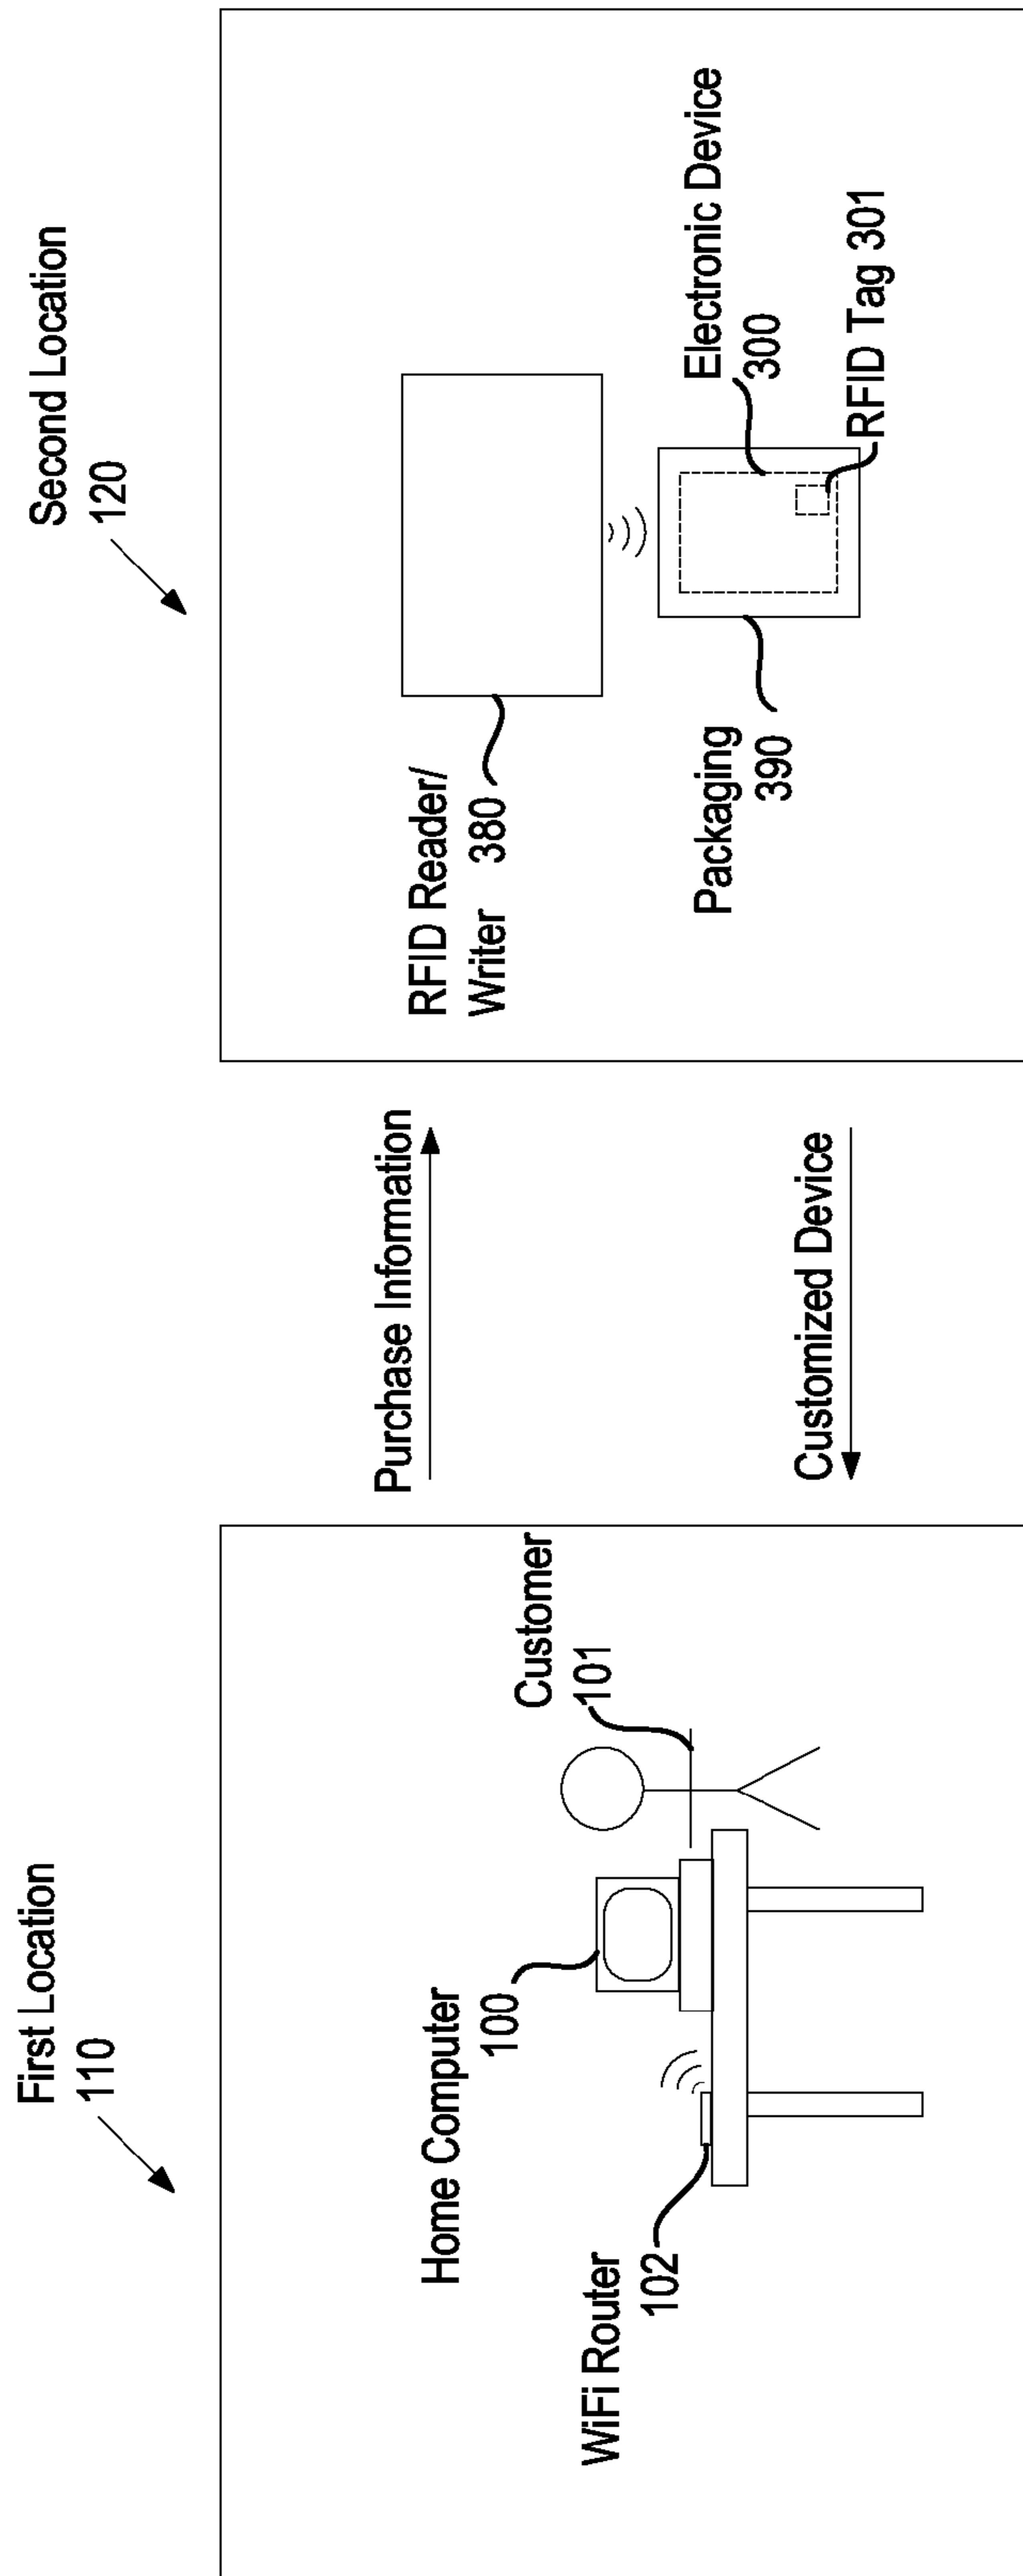 First Location
110
Second Location
120
Home Computer
100
Customer
101
WiFi Router
102
Purchase Information
Customized Device
RFID Reader/
Writer 380
Electronic Device
300
Packaging
390
RFID Tag 301